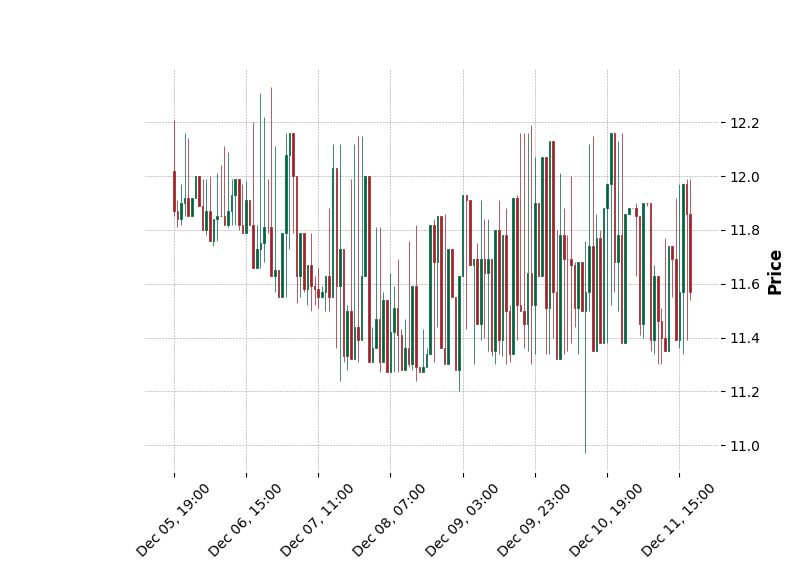 12.2
12.0
11.8
11.6
11.4
11.2
11.0
Price
Dec 05, 19:00
Dec 06, 15:00
Dec 07, 11:00
Dec 08, 07:00
Dec 09, 03:00
Dec 09, 23:00
Dec 10, 19:00
Dec 11, 15:00